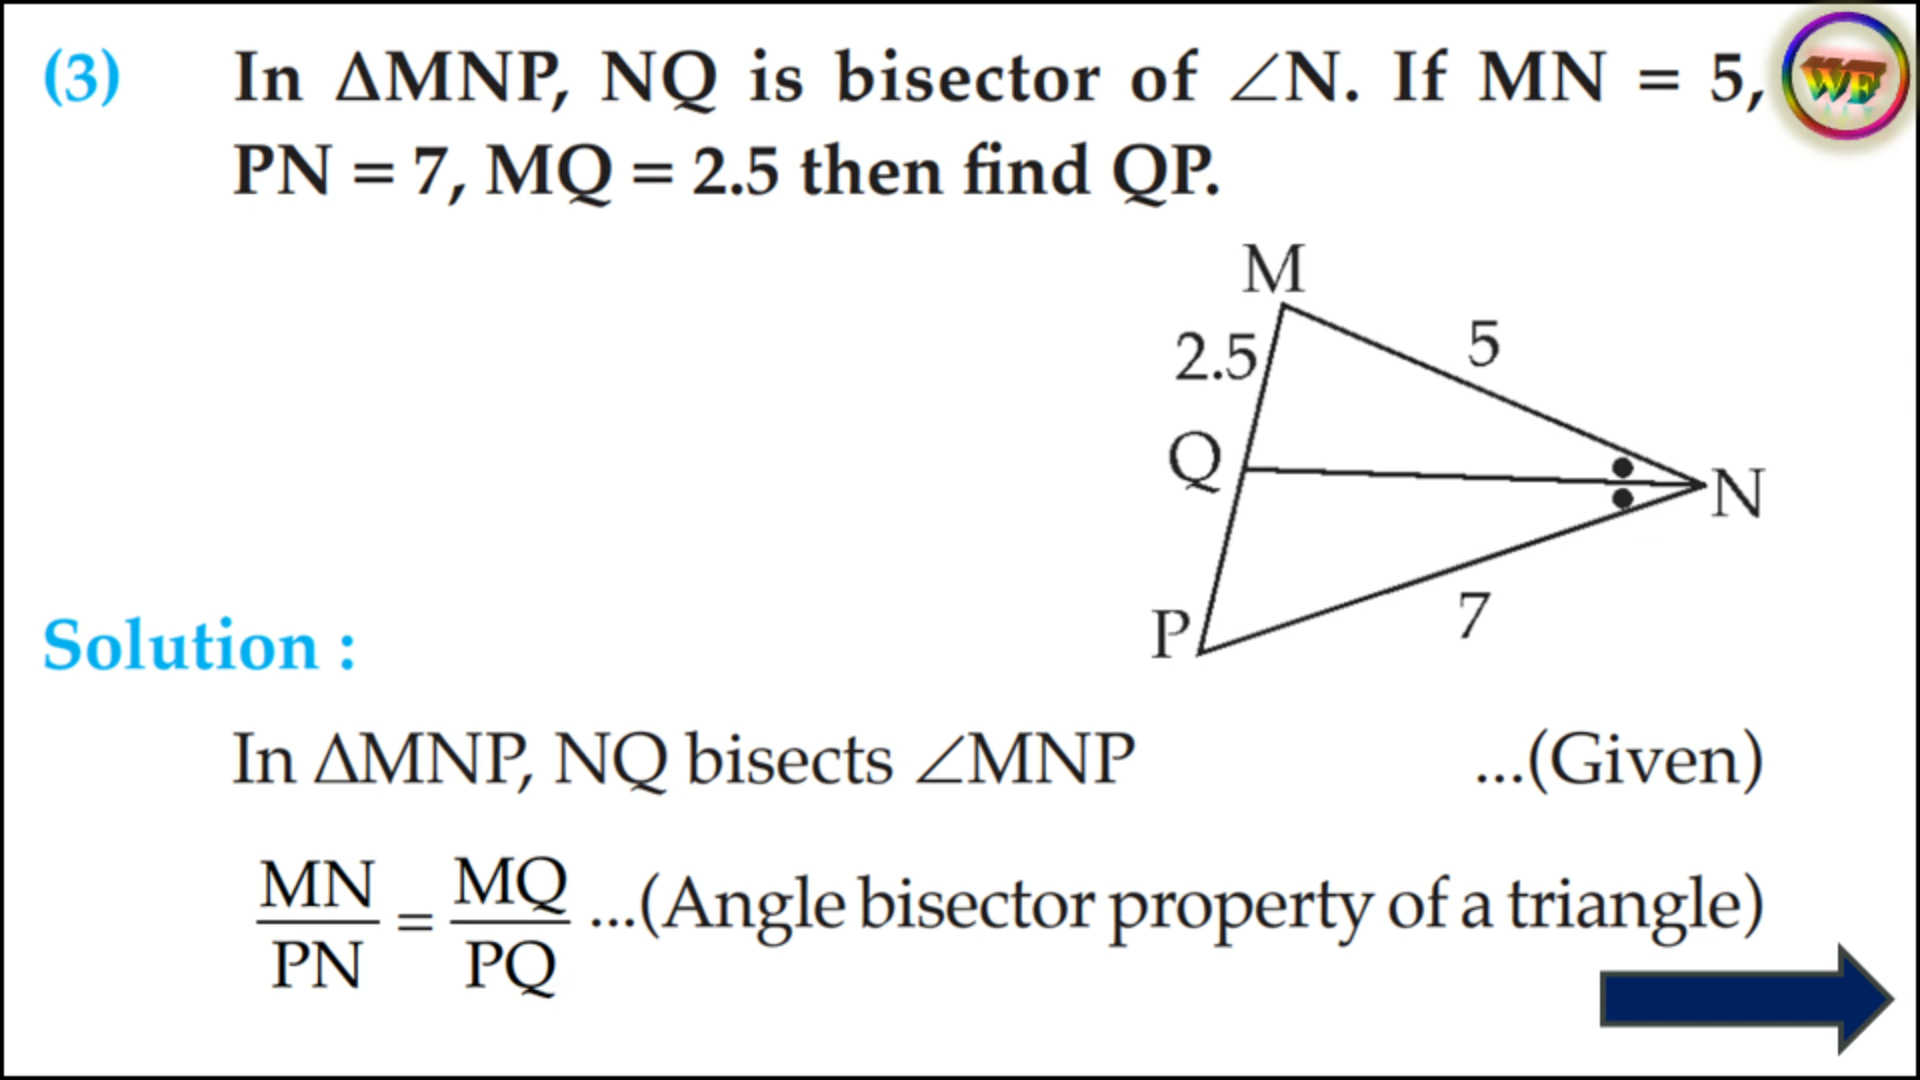 (3) In ΔMNP, NQ is bisector of ∠N. If MN = 5,
PN = 7, MQ = 2.5 then find QP.
WE
M
2.5
5
Q
N
P
7
Solution :
In ΔMNP, NQ bisects ∠MNP ...(Given)
MN/PN = MQ/PQ ...(Angle bisector property of a triangle)